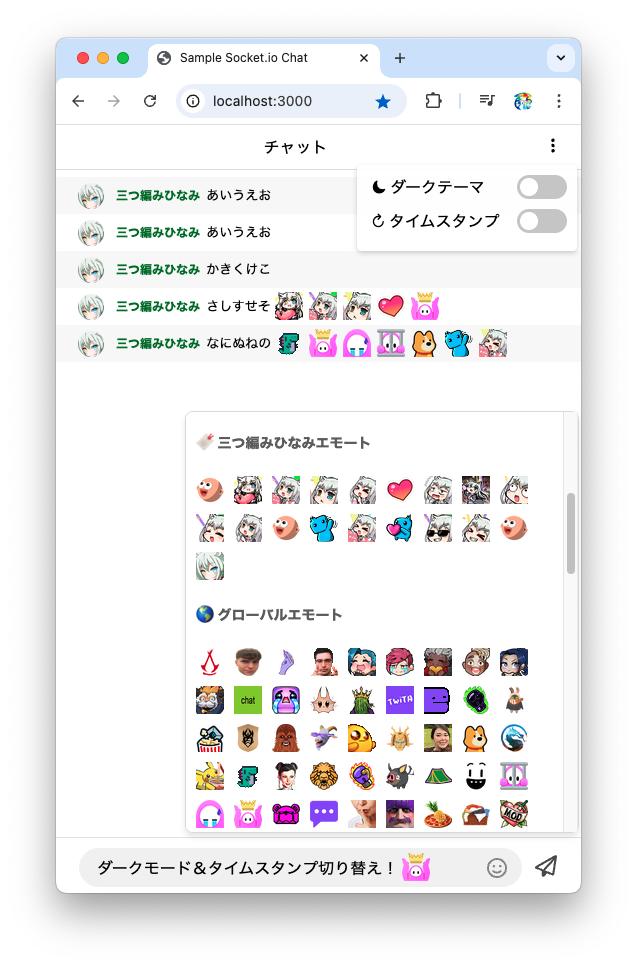 Sample Socket.io Chat
localhost:3000
チャット
ダークテーマ
タイムスタンプ
三つ編みひなみ あいうえお
三つ編みひなみ あいうえお
三つ編みひなみ かきくけこ
三つ編みひなみ さしすせそ
三つ編みひなみ なにぬねの
三つ編みひなみエモート
グローバルエモート
chat
TWITA
MOD
ダークモード＆タイムスタンプ切り替え！